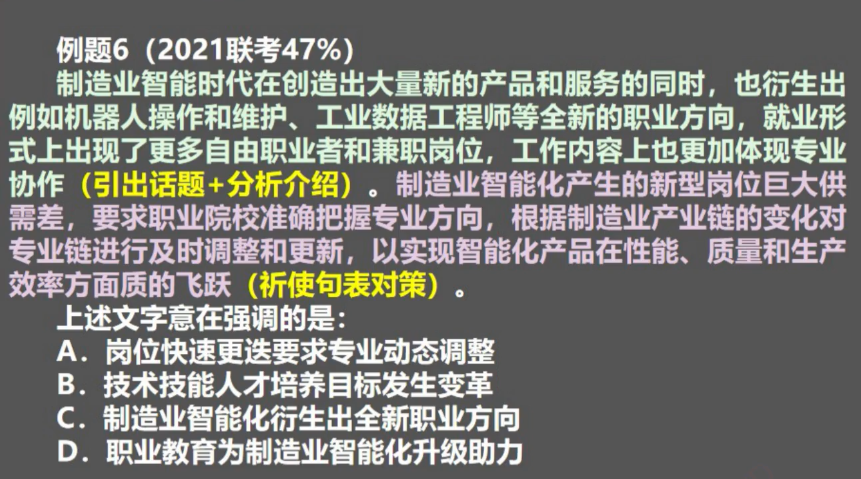 例题6（2021联考47%）
制造业智能时代在创造出大量新的产品和服务的同时，也衍生出
例如机器人操作和维护、工业数据工程师等全新的职业方向，就业形
式上出现了更多自由职业者和兼职岗位，工作内容上也更加体现专业
协作（引出话题+分析介绍）。制造业智能化产生的新型岗位巨大供
需差，要求职业院校准确把握专业方向，根据制造业产业链的变化对
专业链进行及时调整和更新，以实现智能化产品在性能、质量和生产
效率方面质的飞跃（祈使句表对策）。
上述文字意在强调的是：
A．岗位快速更迭要求专业动态调整
B．技术技能人才培养目标发生变革
C．制造业智能化衍生出全新职业方向
D．职业教育为制造业智能化升级助力